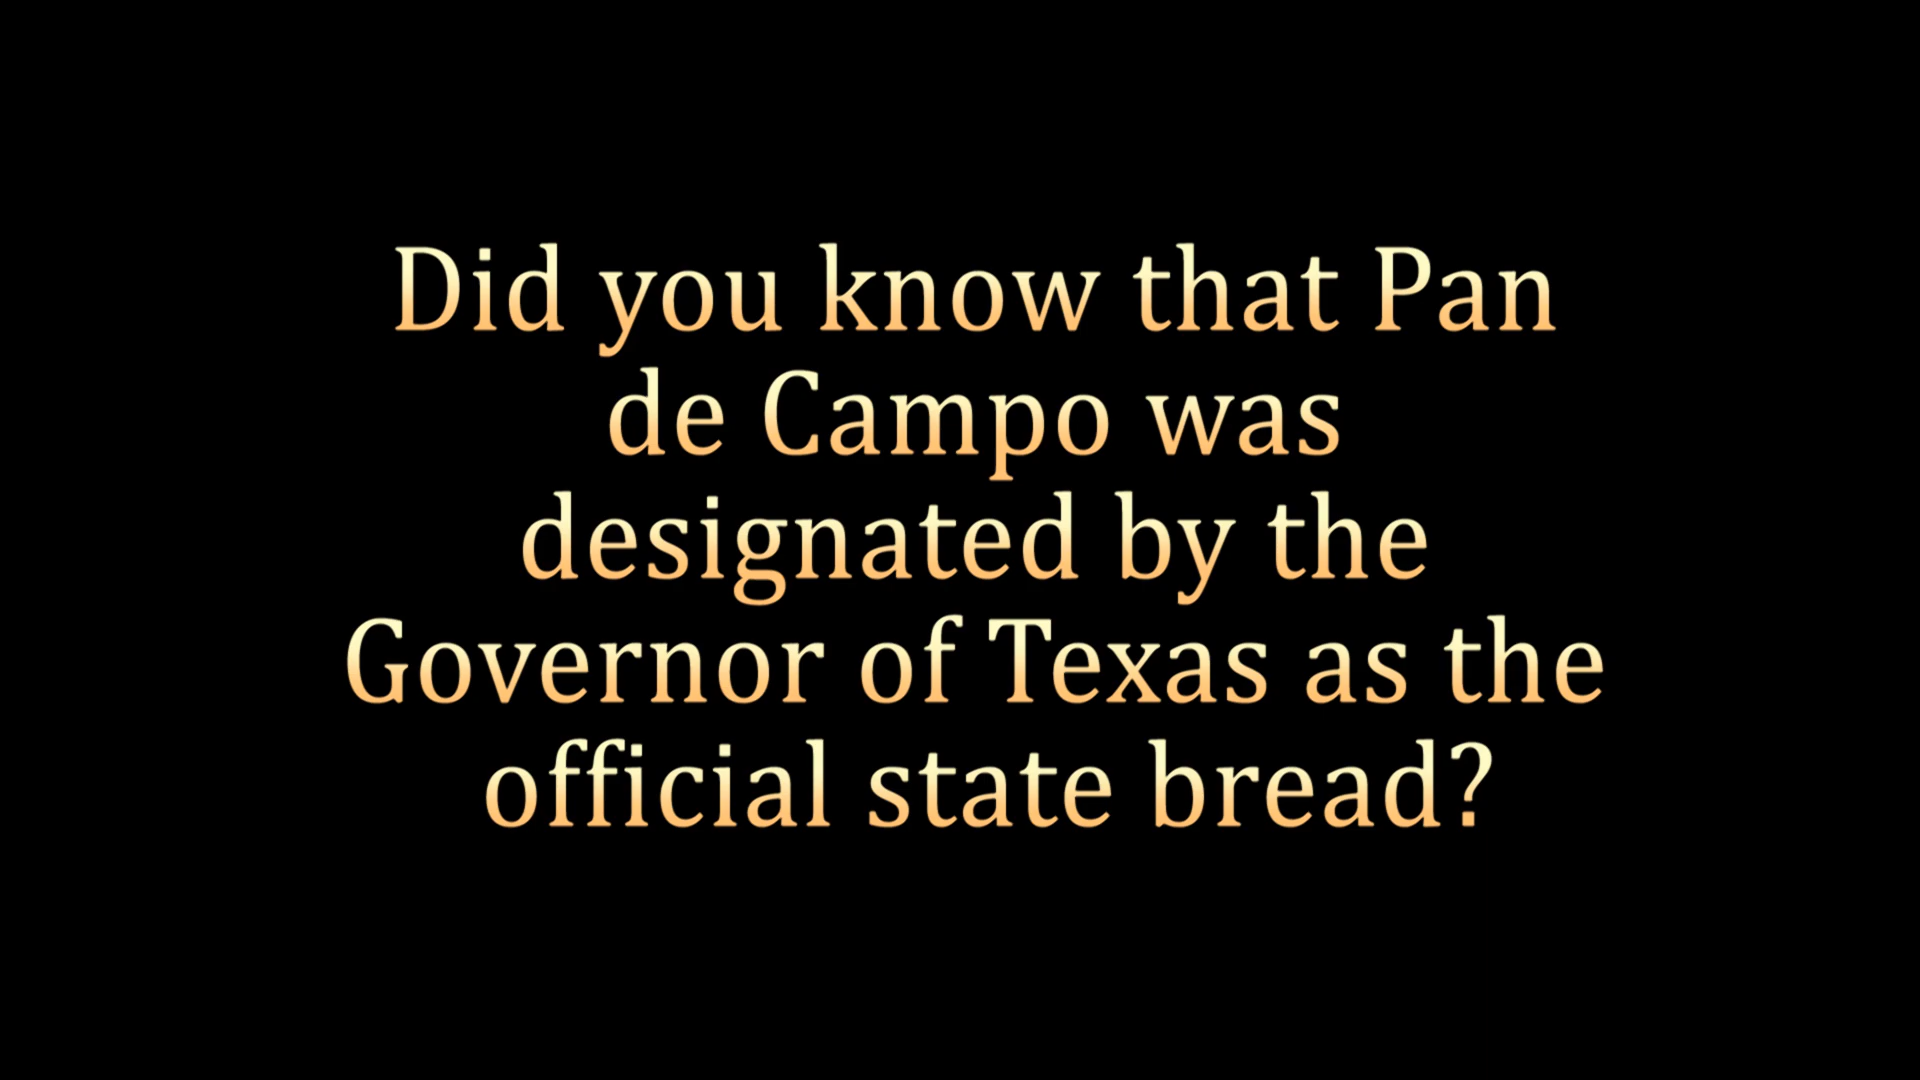 Did you know that Pan
de Campo was
designated by the
Governor of Texas as the
official state bread?